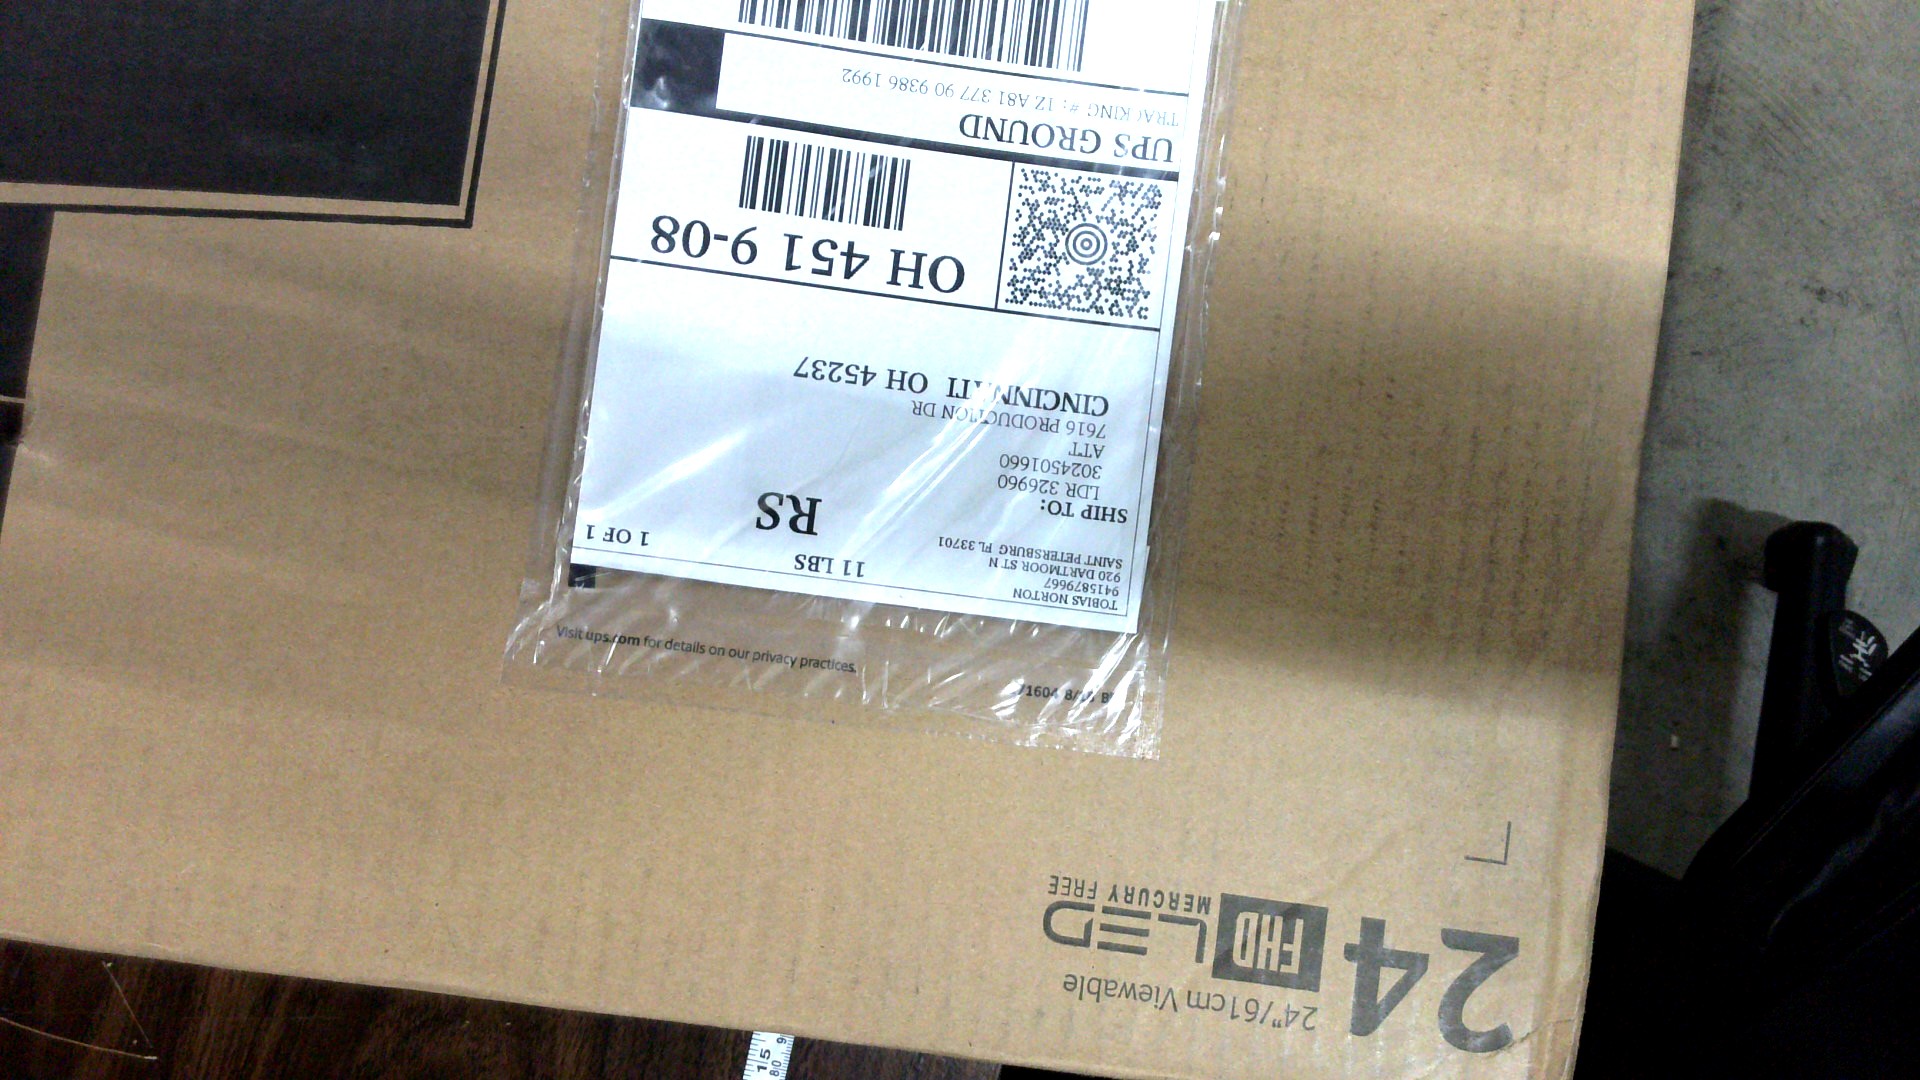 TOBIAS NORTON
9415879667
920 DARTMOOR ST N
SAINT PETERSBURG FL 33701
11 LBS
1 OF 1
RS
SHIP TO:
LDR 326960
3024501660
ATT
7616 PRODUCTION DR
CINCINNATI OH 45237
OH 451 9-08
UPS GROUND
TRACKING #: 1Z A81 377 90 9386 1992
Visit ups.com for details on our privacy practices.
24
24"/61cm Viewable
FHD
LED
MERCURY FREE
15